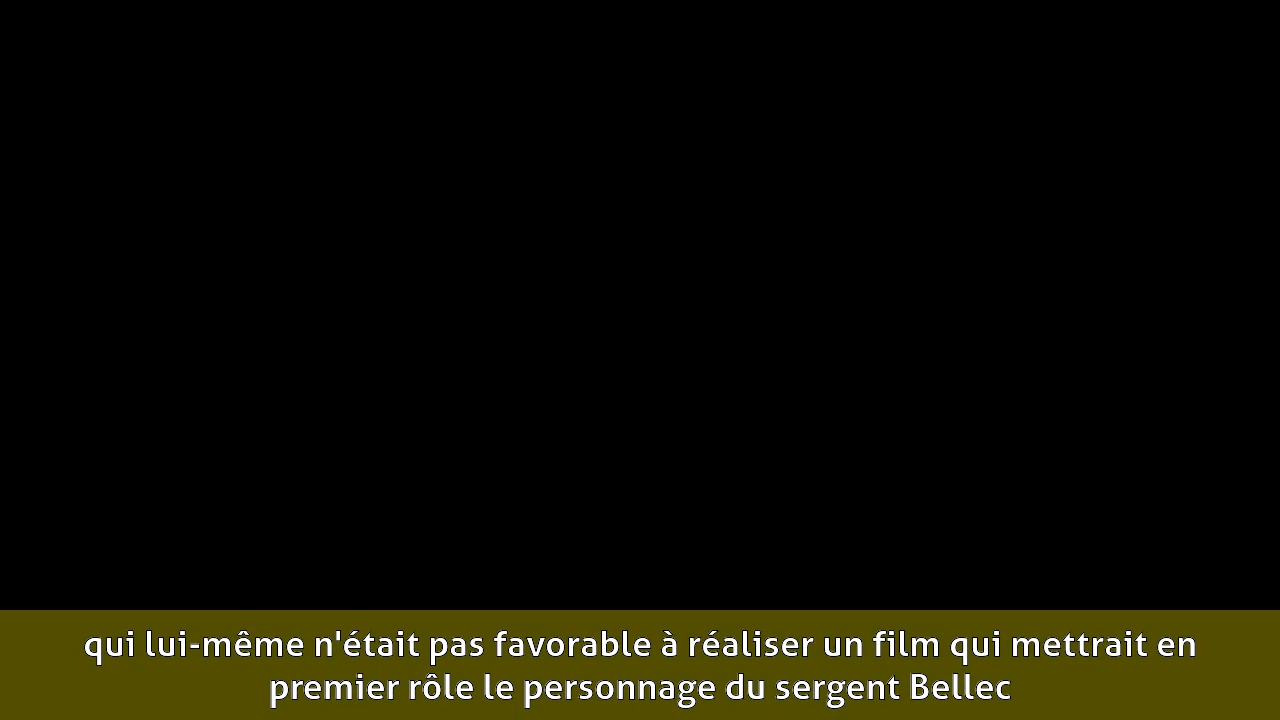 qui lui-même n'était pas favorable à réaliser un film qui mettrait en
premier rôle le personnage du sergent Bellec